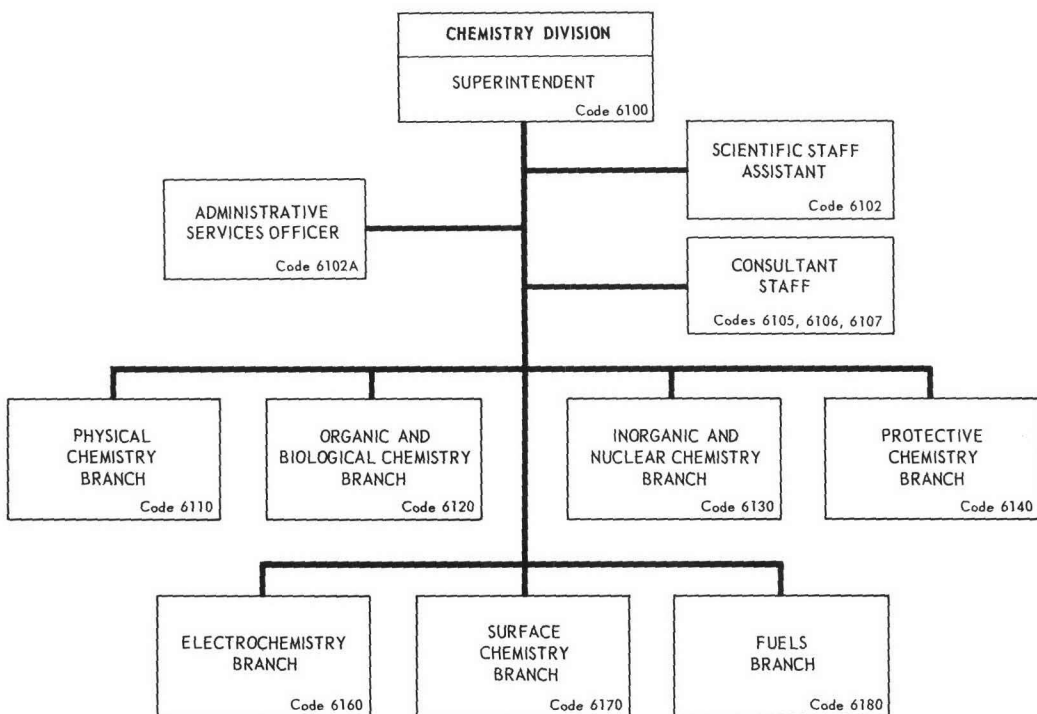 CHEMISTRY DIVISION
SUPERINTENDENT
Code 6100
SCIENTIFIC STAFF
ASSISTANT
Code 6102
ADMINISTRATIVE
SERVICES OFFICER
Code 6102A
CONSULTANT
STAFF
Codes 6105, 6106, 6107
PHYSICAL
CHEMISTRY
BRANCH
Code 6110
ORGANIC AND
BIOLOGICAL CHEMISTRY
BRANCH
Code 6120
INORGANIC AND
NUCLEAR CHEMISTRY
BRANCH
Code 6130
PROTECTIVE
CHEMISTRY
BRANCH
Code 6140
ELECTROCHEMISTRY
BRANCH
Code 6160
SURFACE
CHEMISTRY
BRANCH
Code 6170
FUELS
BRANCH
Code 6180